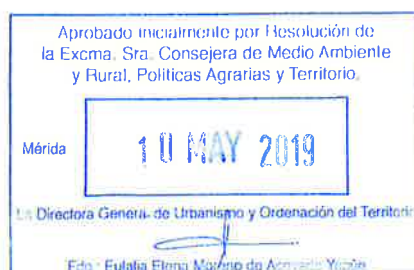 Aprobado Inicialmente por Resolución de
la Excma. Sra. Consejera de Medio Ambiente
y Rural, Políticas Agrarias y Territorio.
Mérida
10 MAY 2019
La Directora General de Urbanismo y Ordenación del Territorio
Fdo.: Eulalia Elena Moreno de Acevedo Yagüe